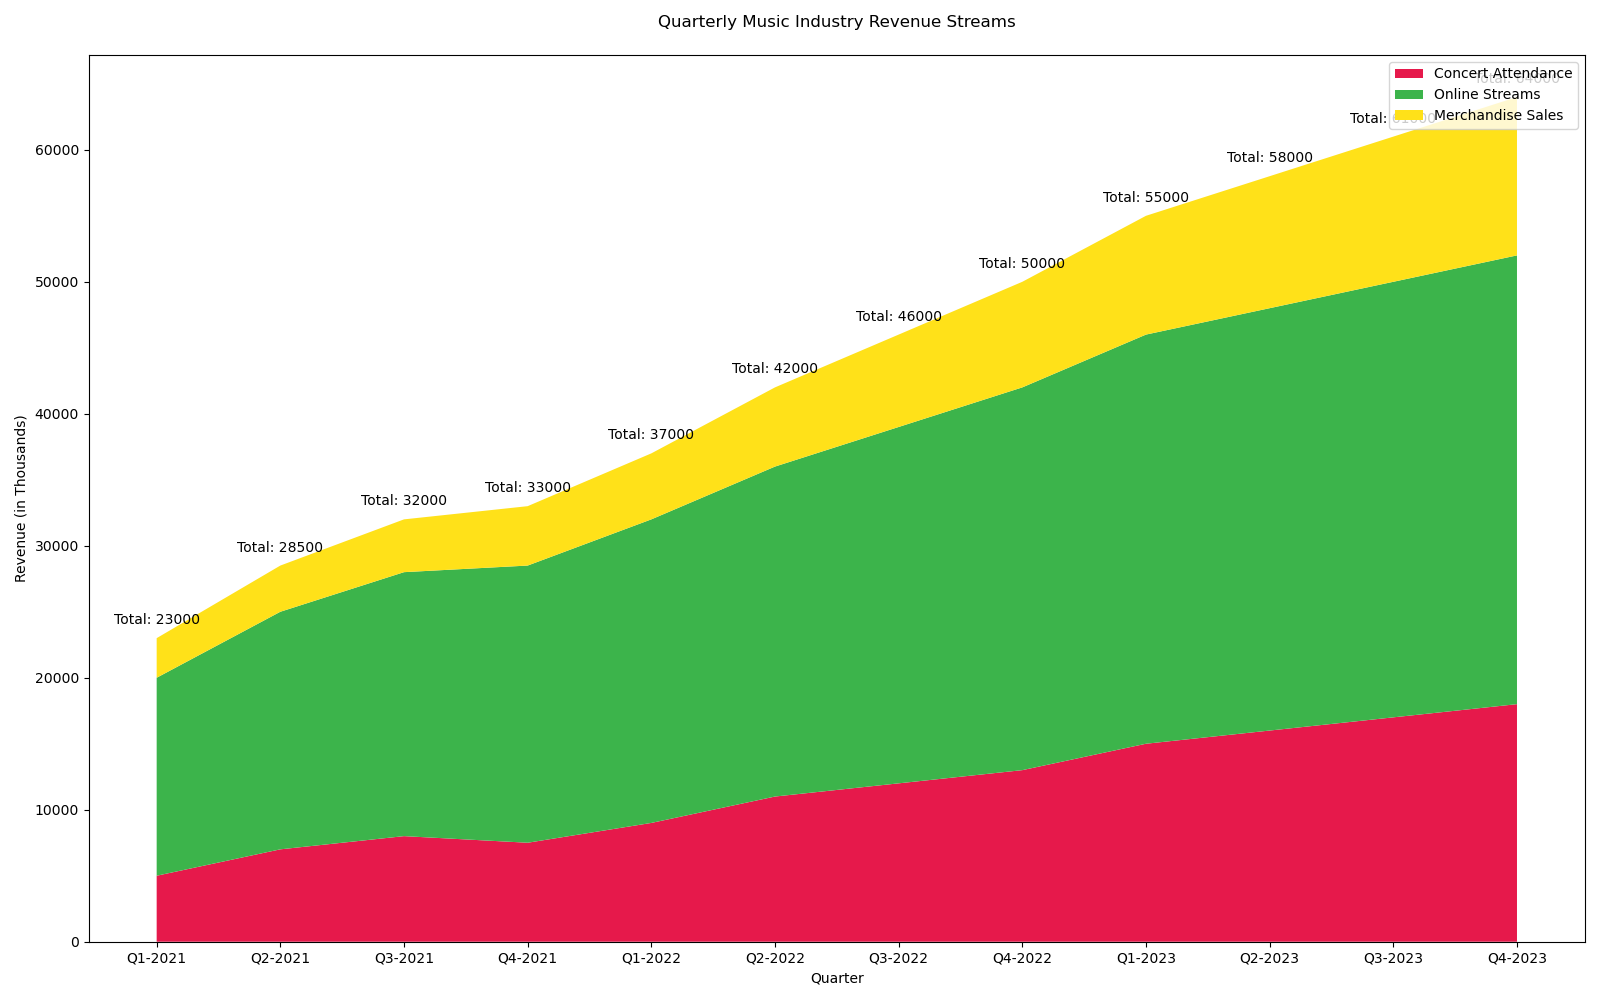 Quarterly Music Industry Revenue Streams
Concert Attendance
Online Streams
Merchandise Sales
Total: 64000
Total: 61000
Total: 58000
Total: 55000
Total: 50000
Total: 46000
Total: 42000
Total: 37000
Total: 33000
Total: 32000
Total: 28500
Total: 23000
60000
50000
40000
30000
20000
10000
0
Revenue (in Thousands)
Q1-2021 Q2-2021 Q3-2021 Q4-2021 Q1-2022 Q2-2022 Q3-2022 Q4-2022 Q1-2023 Q2-2023 Q3-2023 Q4-2023
Quarter